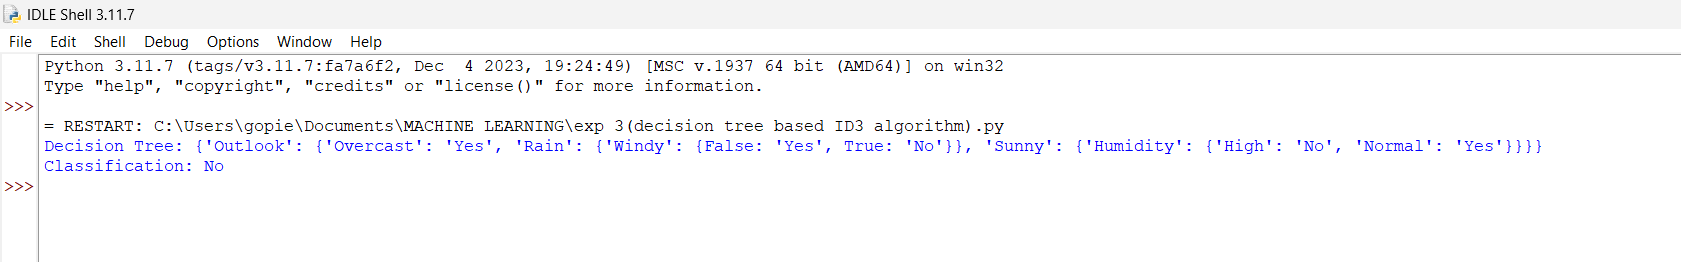 IDLE Shell 3.11.7
File Edit Shell Debug Options Window Help
Python 3.11.7 (tags/v3.11.7:fa7a6f2, Dec  4 2023, 19:24:49) [MSC v.1937 64 bit (AMD64)] on win32
Type "help", "copyright", "credits" or "license()" for more information.
>>>
= RESTART: C:\Users\gopie\Documents\MACHINE LEARNING\exp 3(decision tree based ID3 algorithm).py
Decision Tree: {'Outlook': {'Overcast': 'Yes', 'Rain': {'Windy': {False: 'Yes', True: 'No'}}, 'Sunny': {'Humidity': {'High': 'No', 'Normal': 'Yes'}}}}
Classification: No
>>>